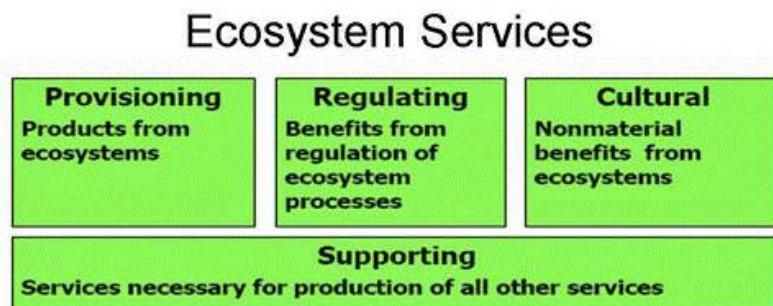 Ecosystem Services
Provisioning
Products from
ecosystems
Regulating
Benefits from
regulation of
ecosystem
processes
Cultural
Nonmaterial
benefits from
ecosystems
Supporting
Services necessary for production of all other services